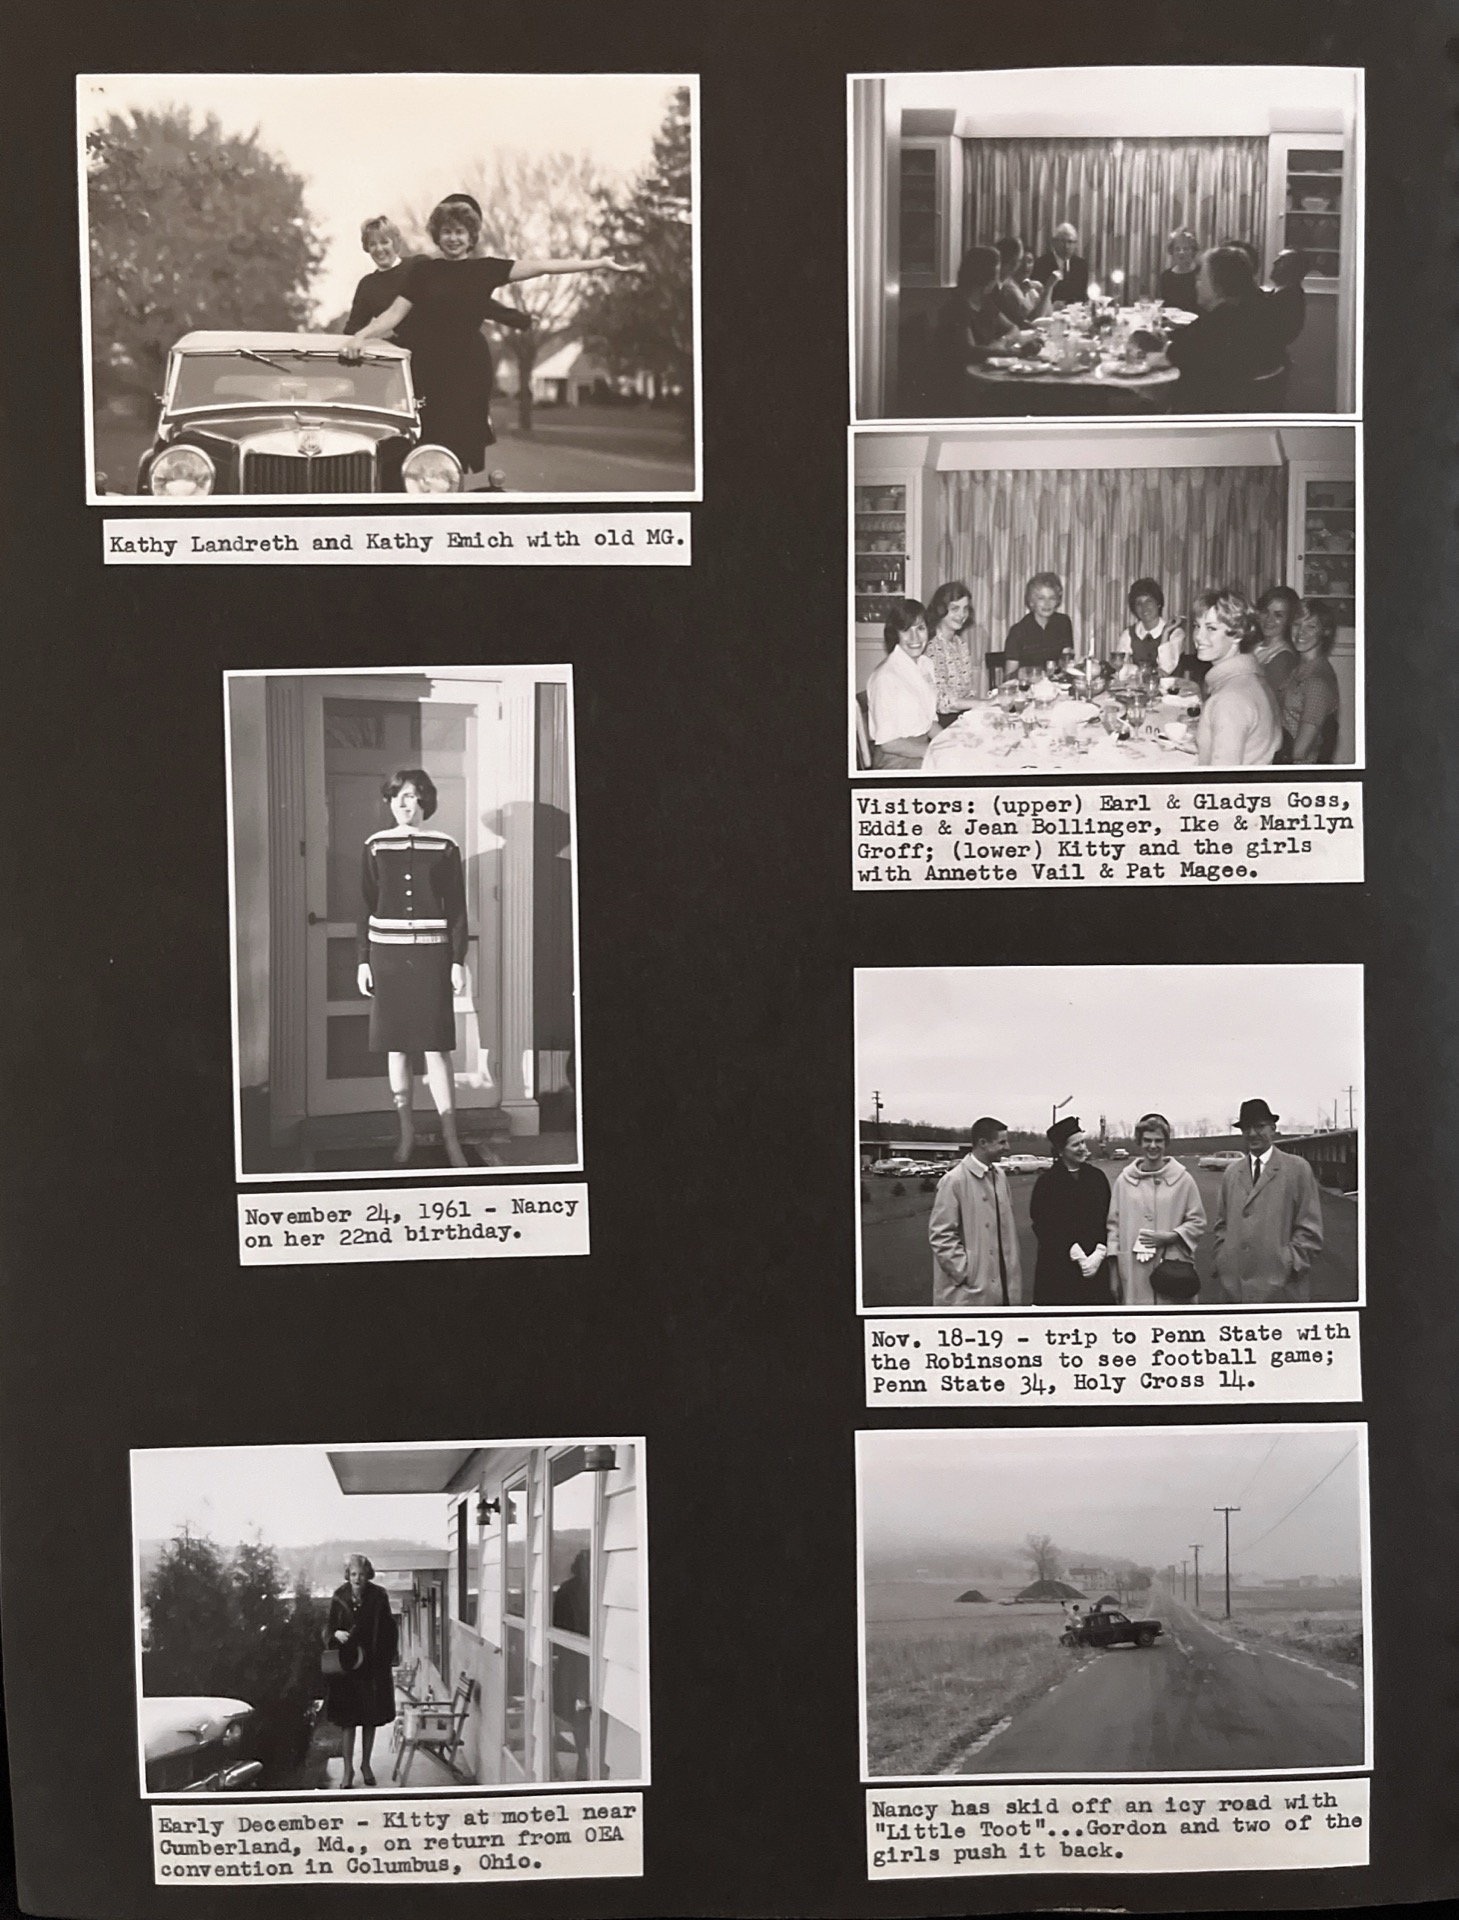 Kathy Landreth and Kathy Emich with old MG.
November 24, 1961 - Nancy
on her 22nd birthday.
Early December - Kitty at motel near
Cumberland, Md., on return from OEA
convention in Columbus, Ohio.
Visitors: (upper) Earl & Gladys Goss,
Eddie & Jean Bollinger, Ike & Marilyn
Groff; (lower) Kitty and the girls
with Annette Vail & Pat Magee.
Nov. 18-19 - trip to Penn State with
the Robinsons to see football game;
Penn State 34, Holy Cross 14.
Nancy has skid off an icy road with
"Little Toot"...Gordon and two of the
girls push it back.